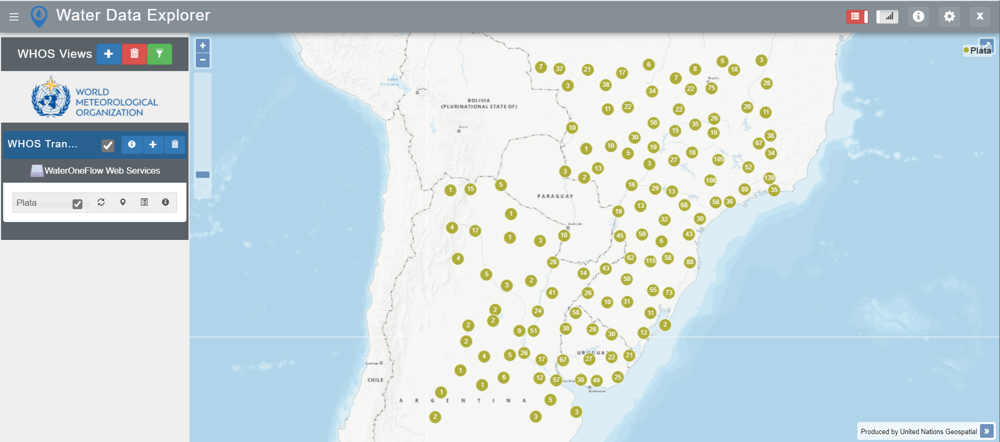 Water Data Explorer
WHOS Views
WORLD
METEOROLOGICAL
ORGANIZATION
WHOS Tran...
WaterOneFlow Web Services
Plata
Plata
Lake
Titicaca
La Paz
BOLIVIA
(PLURINATIONAL STATE OF)
Sucre
Brasilia
PARAGUAY
Asuncion
URUGUAY
Santiago
CHILE
Montevideo
ARGENTINA
7 37 21 17 6 5 3
8 18
3 38 7 28
34 22 75
11 22 22 20 11
10 56 35 26
15 10 38
30 67
1 10 5 19 18 34
3 13 3 27 105 52
2 108 139
1 15 5 16 29 13 89 35
1 19 13 68 58 36
4 17 32 30
1 3 10 45 59 6 43
4 26 62 115 58 88
5 14 43
3 2 50
41 26 55 73
10 31
2 24 58 11
2 2
2 9 51 38 28 30 12
2
4 5 26 17 67 27 22 21
1 6 12 57 30 49 25
1 1
5
2 3 3
Produced by United Nations Geospatial »
X